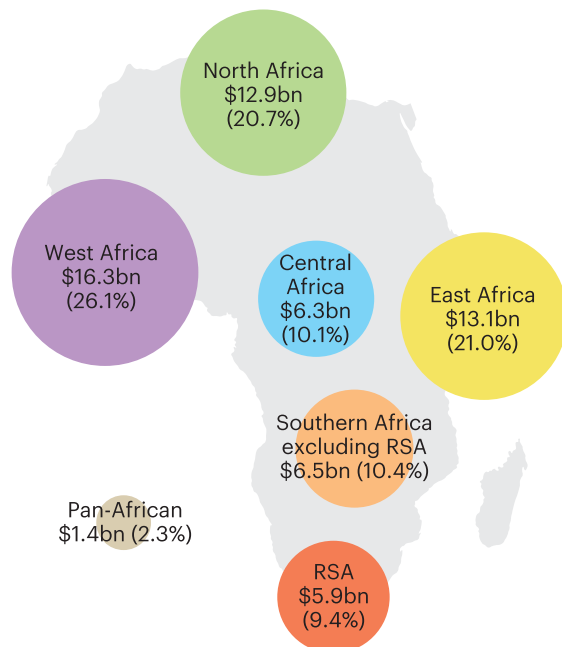 North Africa
$12.9bn
(20.7%)
West Africa
$16.3bn
(26.1%)
Central
Africa
$6.3bn
(10.1%)
East Africa
$13.1bn
(21.0%)
Southern Africa
excluding RSA
$6.5bn (10.4%)
Pan-African
$1.4bn (2.3%)
RSA
$5.9bn
(9.4%)